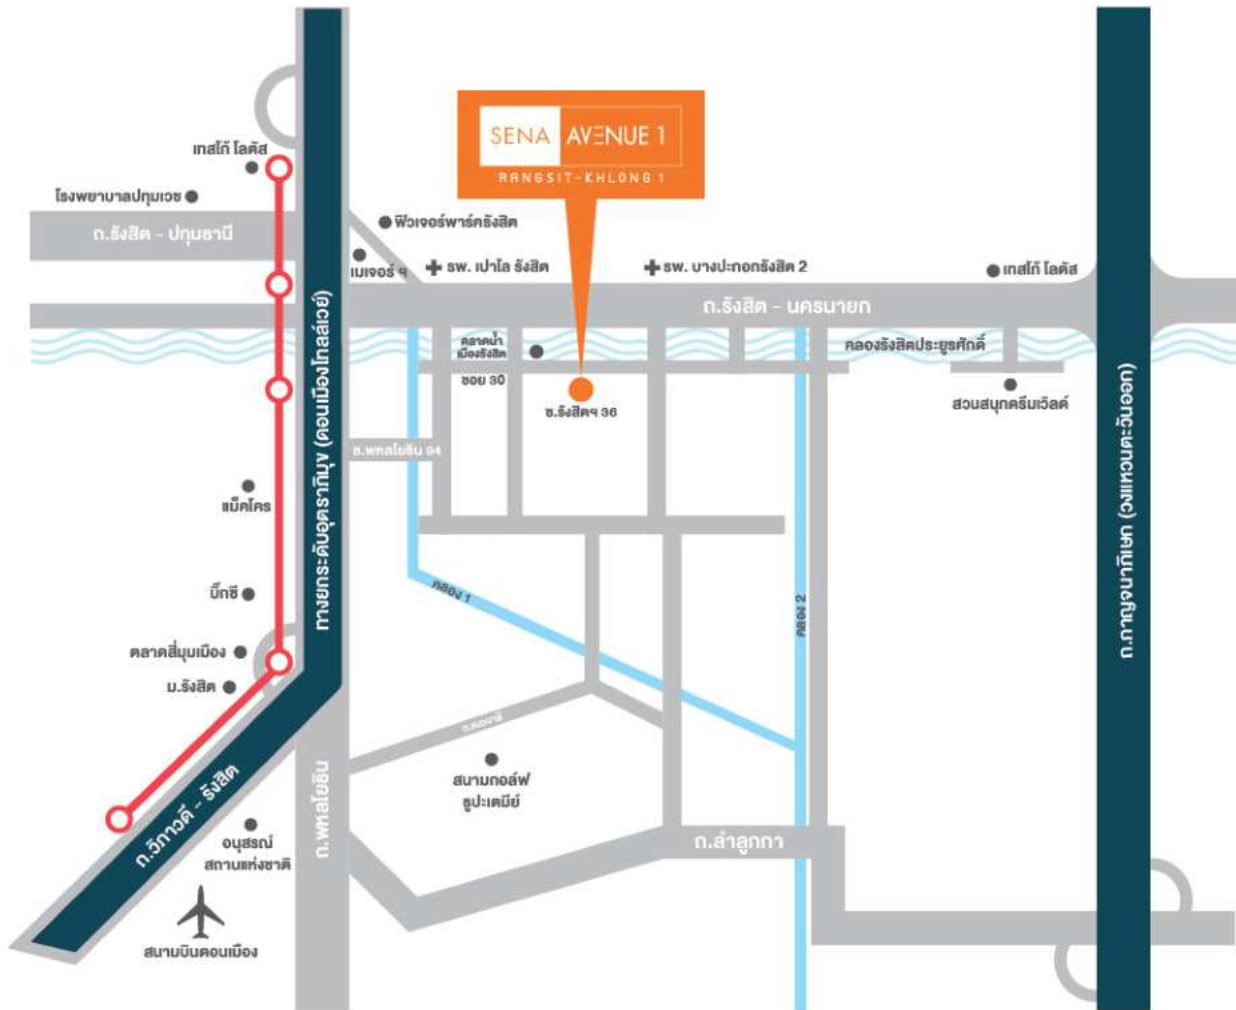 SENA AVENUE 1
RANGSIT-KHLONG 1
เทสโก้ โลตัส
โรงพยาบาลปทุมเวช
ถ.รังสิต - ปทุมธานี
ฟิวเจอร์พาร์ครังสิต
เมเจอร์ ฯ
รพ. เปาโล รังสิต
รพ. บางปะกอกรังสิต 2
เทสโก้ โลตัส
ถ.รังสิต - นครนายก
ตลาดน้ำ
เมืองรังสิต
คลองรังสิตประยูรศักดิ์
ซอย 30
ซ.รังสิตฯ 36
สวนสนุกดรีมเวิลด์
ทางยกระดับอุตราภิมุข (ดอนเมืองโทลล์เวย์)
ถ.กาญจนาภิเษก (วงแหวนตะวันออก)
ซ.พหลโยธิน 94
แม็คโคร
บิ๊กซี
คลอง 1
คลอง 2
ตลาดสี่มุมเมือง
ม.รังสิต
สนามกอล์ฟ
ธูปะเตมีย์
ถ.วิภาวดี - รังสิต
ถ.พหลโยธิน
อนุสรณ์
สถานแห่งชาติ
ถ.ลำลูกกา
สนามบินดอนเมือง